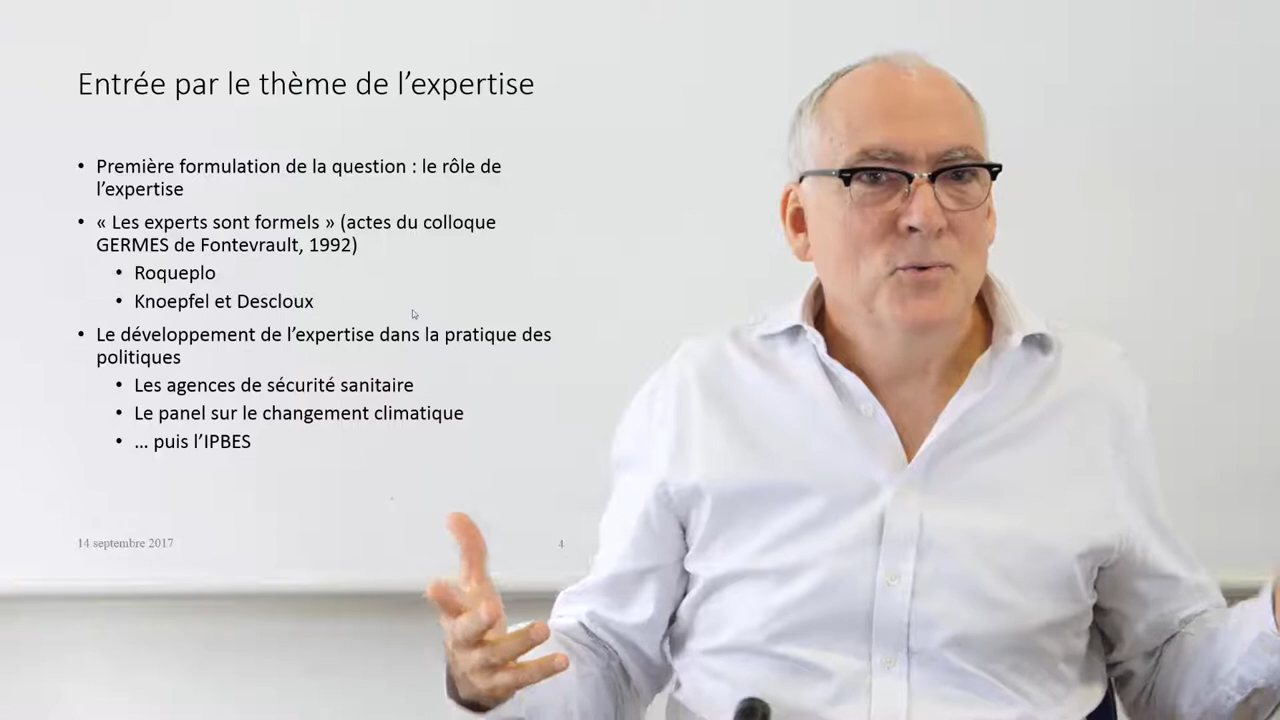 Entrée par le thème de l’expertise
• Première formulation de la question : le rôle de
l’expertise
• « Les experts sont formels » (actes du colloque
GERMES de Fontevrault, 1992)
• Roqueplo
• Knoepfel et Descloux
• Le développement de l’expertise dans la pratique des
politiques
• Les agences de sécurité sanitaire
• Le panel sur le changement climatique
• … puis l’IPBES
14 septembre 2017
4